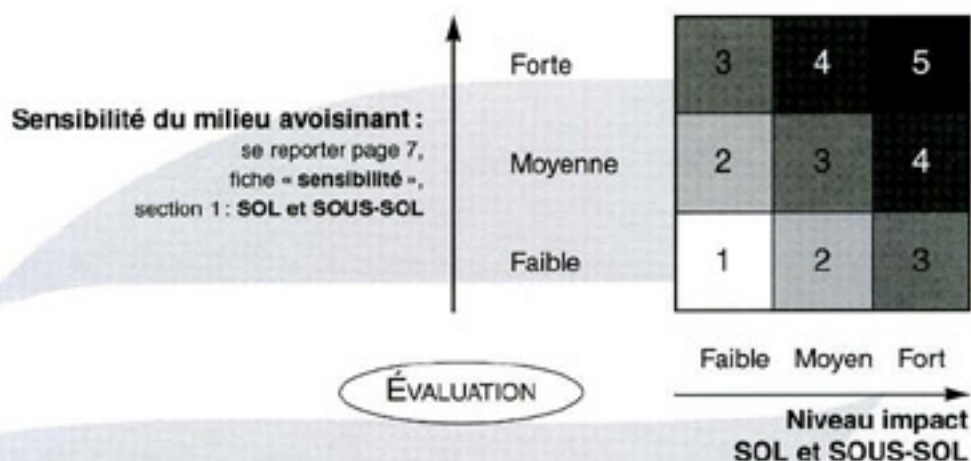 Forte
3 4 5
Sensibilité du milieu avoisinant :
se reporter page 7,
fiche « sensibilité »,
section 1 : SOL et SOUS-SOL
Moyenne
2 3 4
Faible
1 2 3
Faible Moyen Fort
ÉVALUATION
Niveau impact
SOL et SOUS-SOL